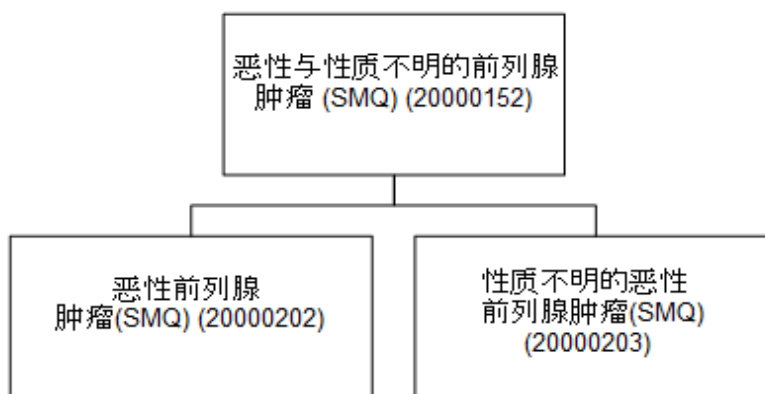 恶性与性质不明的前列腺
肿瘤 (SMQ) (20000152)
恶性前列腺
肿瘤(SMQ) (20000202)
性质不明的恶性
前列腺肿瘤(SMQ)
(20000203)